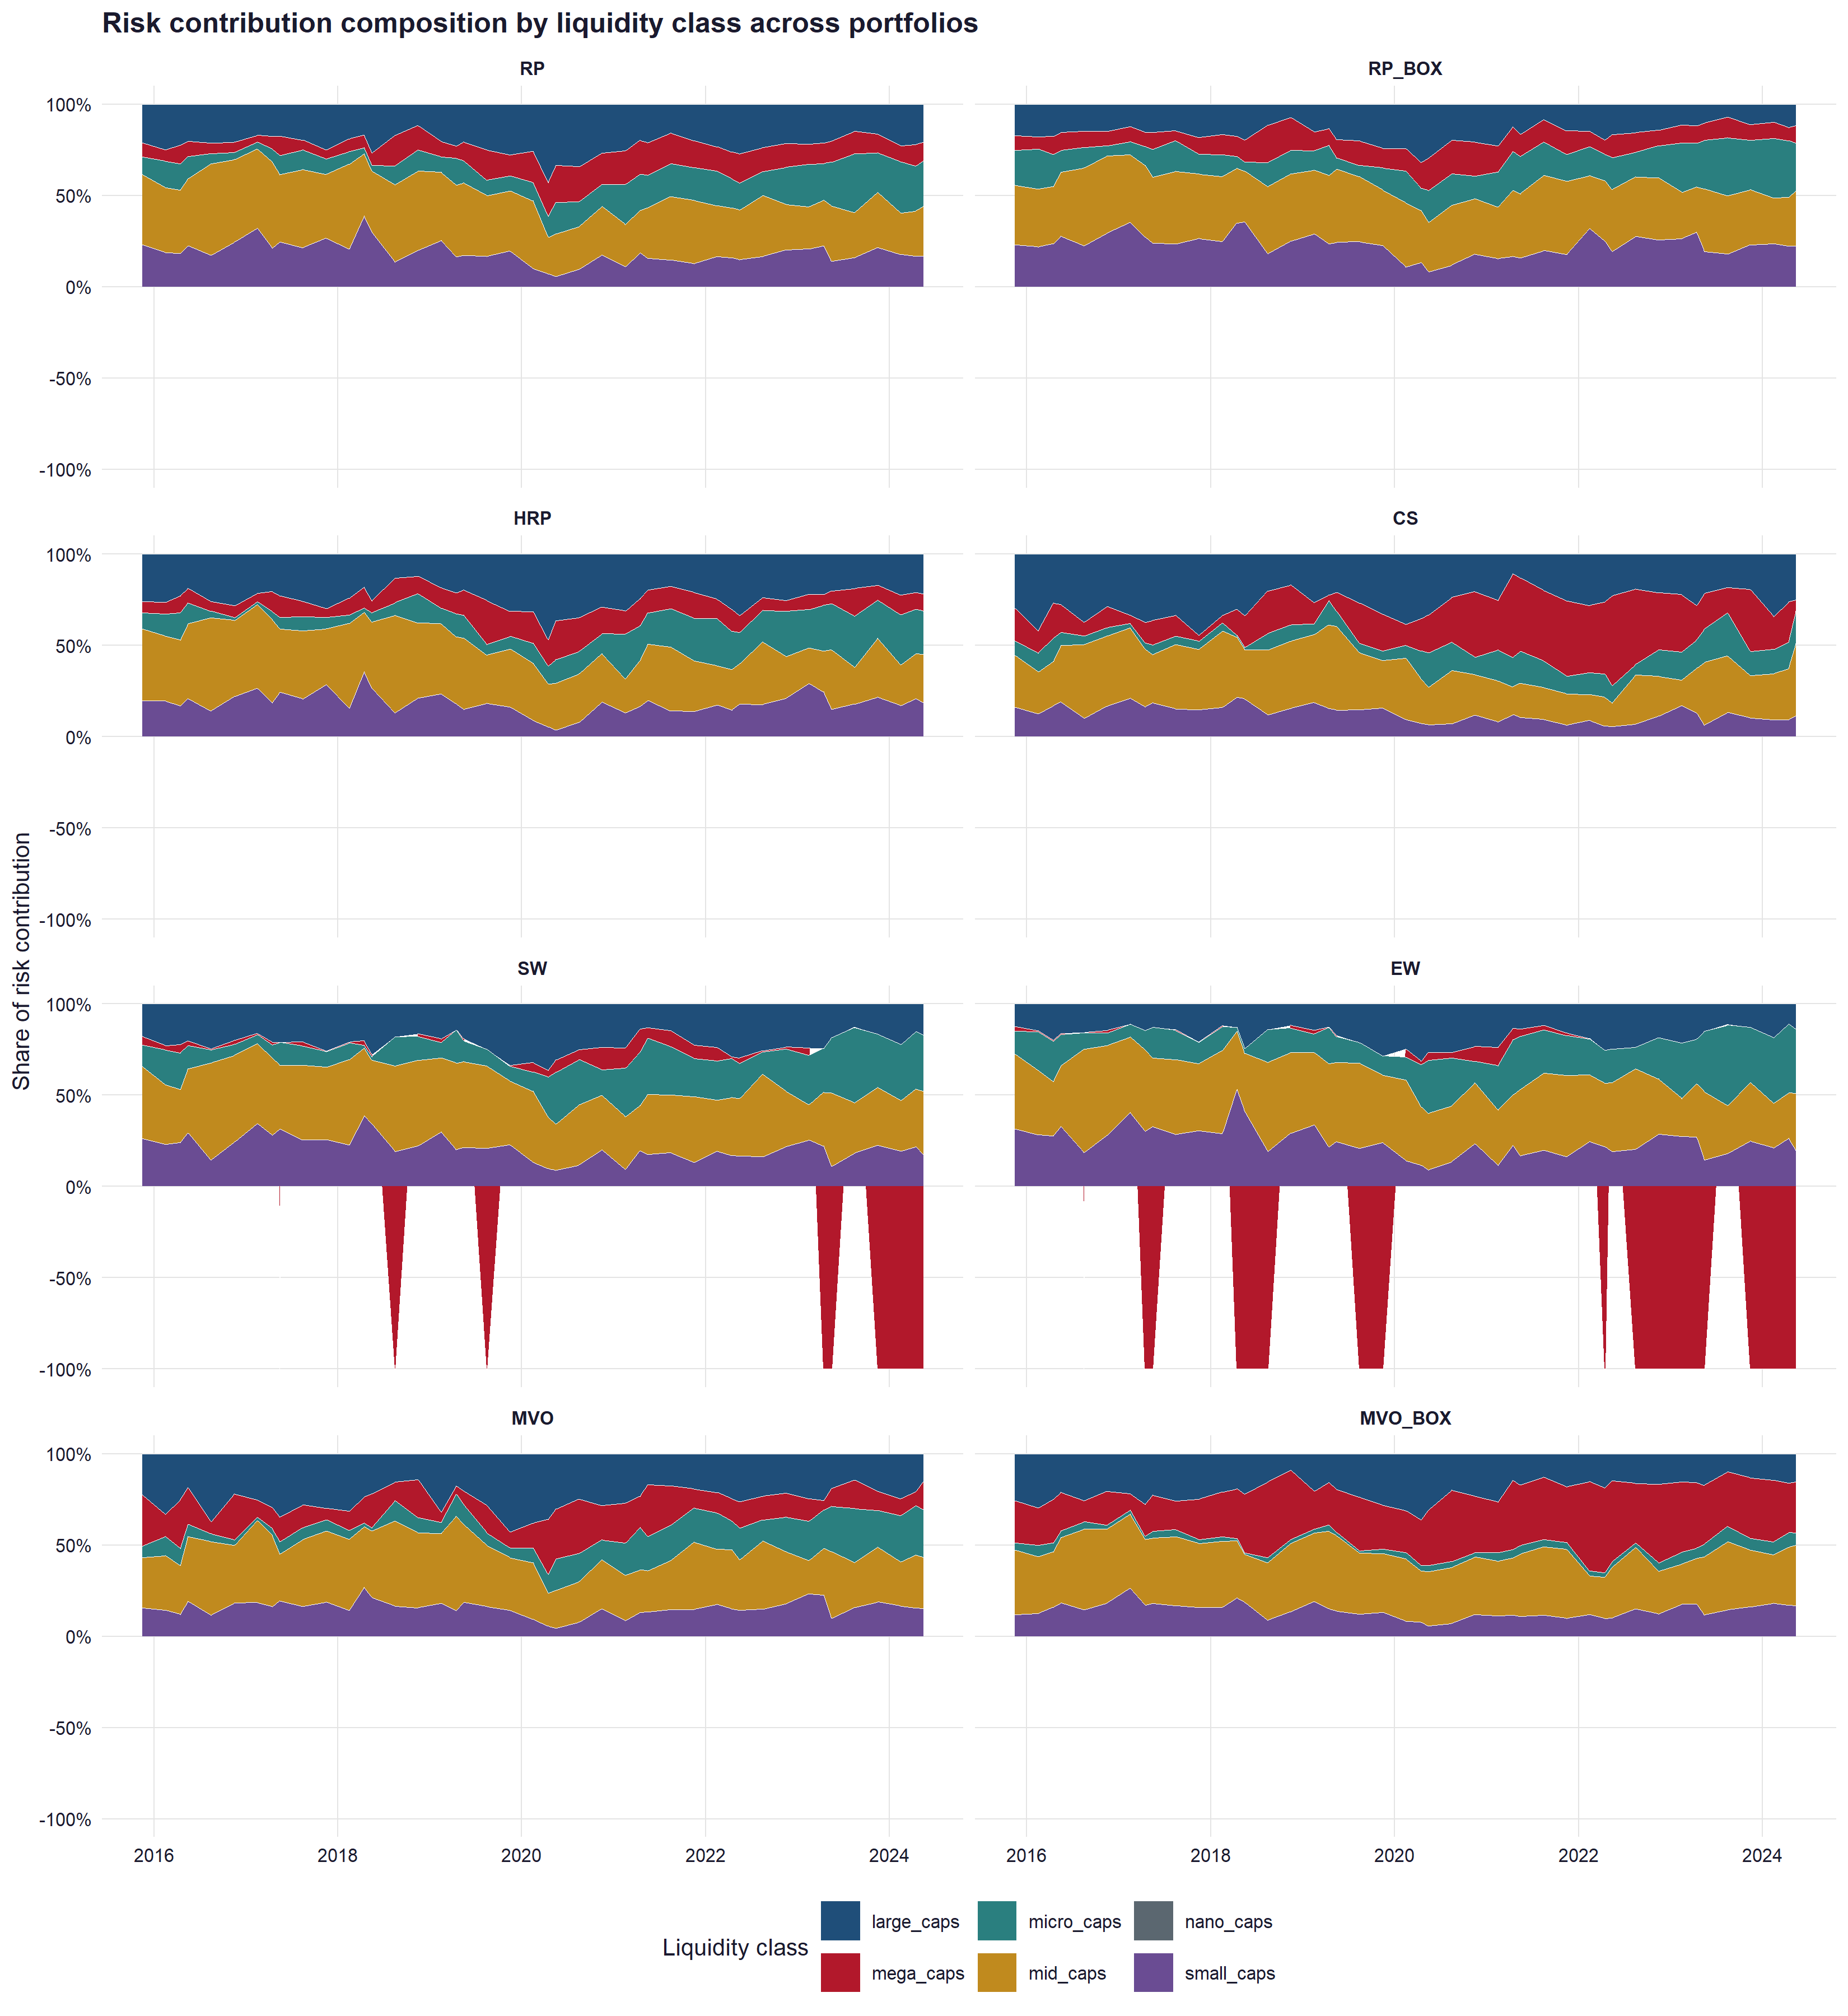 Risk contribution composition by liquidity class across portfolios
RP
RP_BOX
100%
50%
0%
-50%
-100%
HRP
CS
100%
50%
0%
-50%
-100%
SW
EW
100%
50%
0%
-50%
-100%
MVO
MVO_BOX
100%
50%
0%
-50%
-100%
Share of risk contribution
2016 2018 2020 2022 2024
2016 2018 2020 2022 2024
Liquidity class
large_caps micro_caps nano_caps
mega_caps mid_caps small_caps